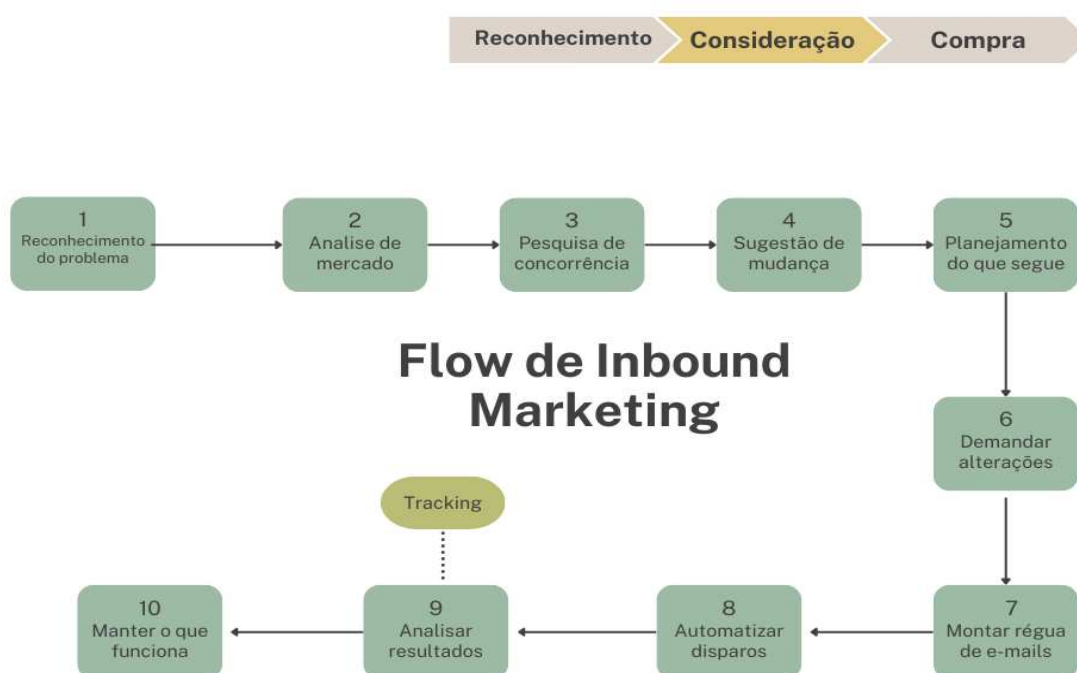 Reconhecimento
Consideração
Compra
1
Reconhecimento
do problema
2
Analise de
mercado
3
Pesquisa de
concorrência
4
Sugestão de
mudança
5
Planejamento
do que segue
Flow de Inbound
Marketing
6
Demandar
alterações
Tracking
7
Montar régua
de e-mails
8
Automatizar
disparos
9
Analisar
resultados
10
Manter o que
funciona